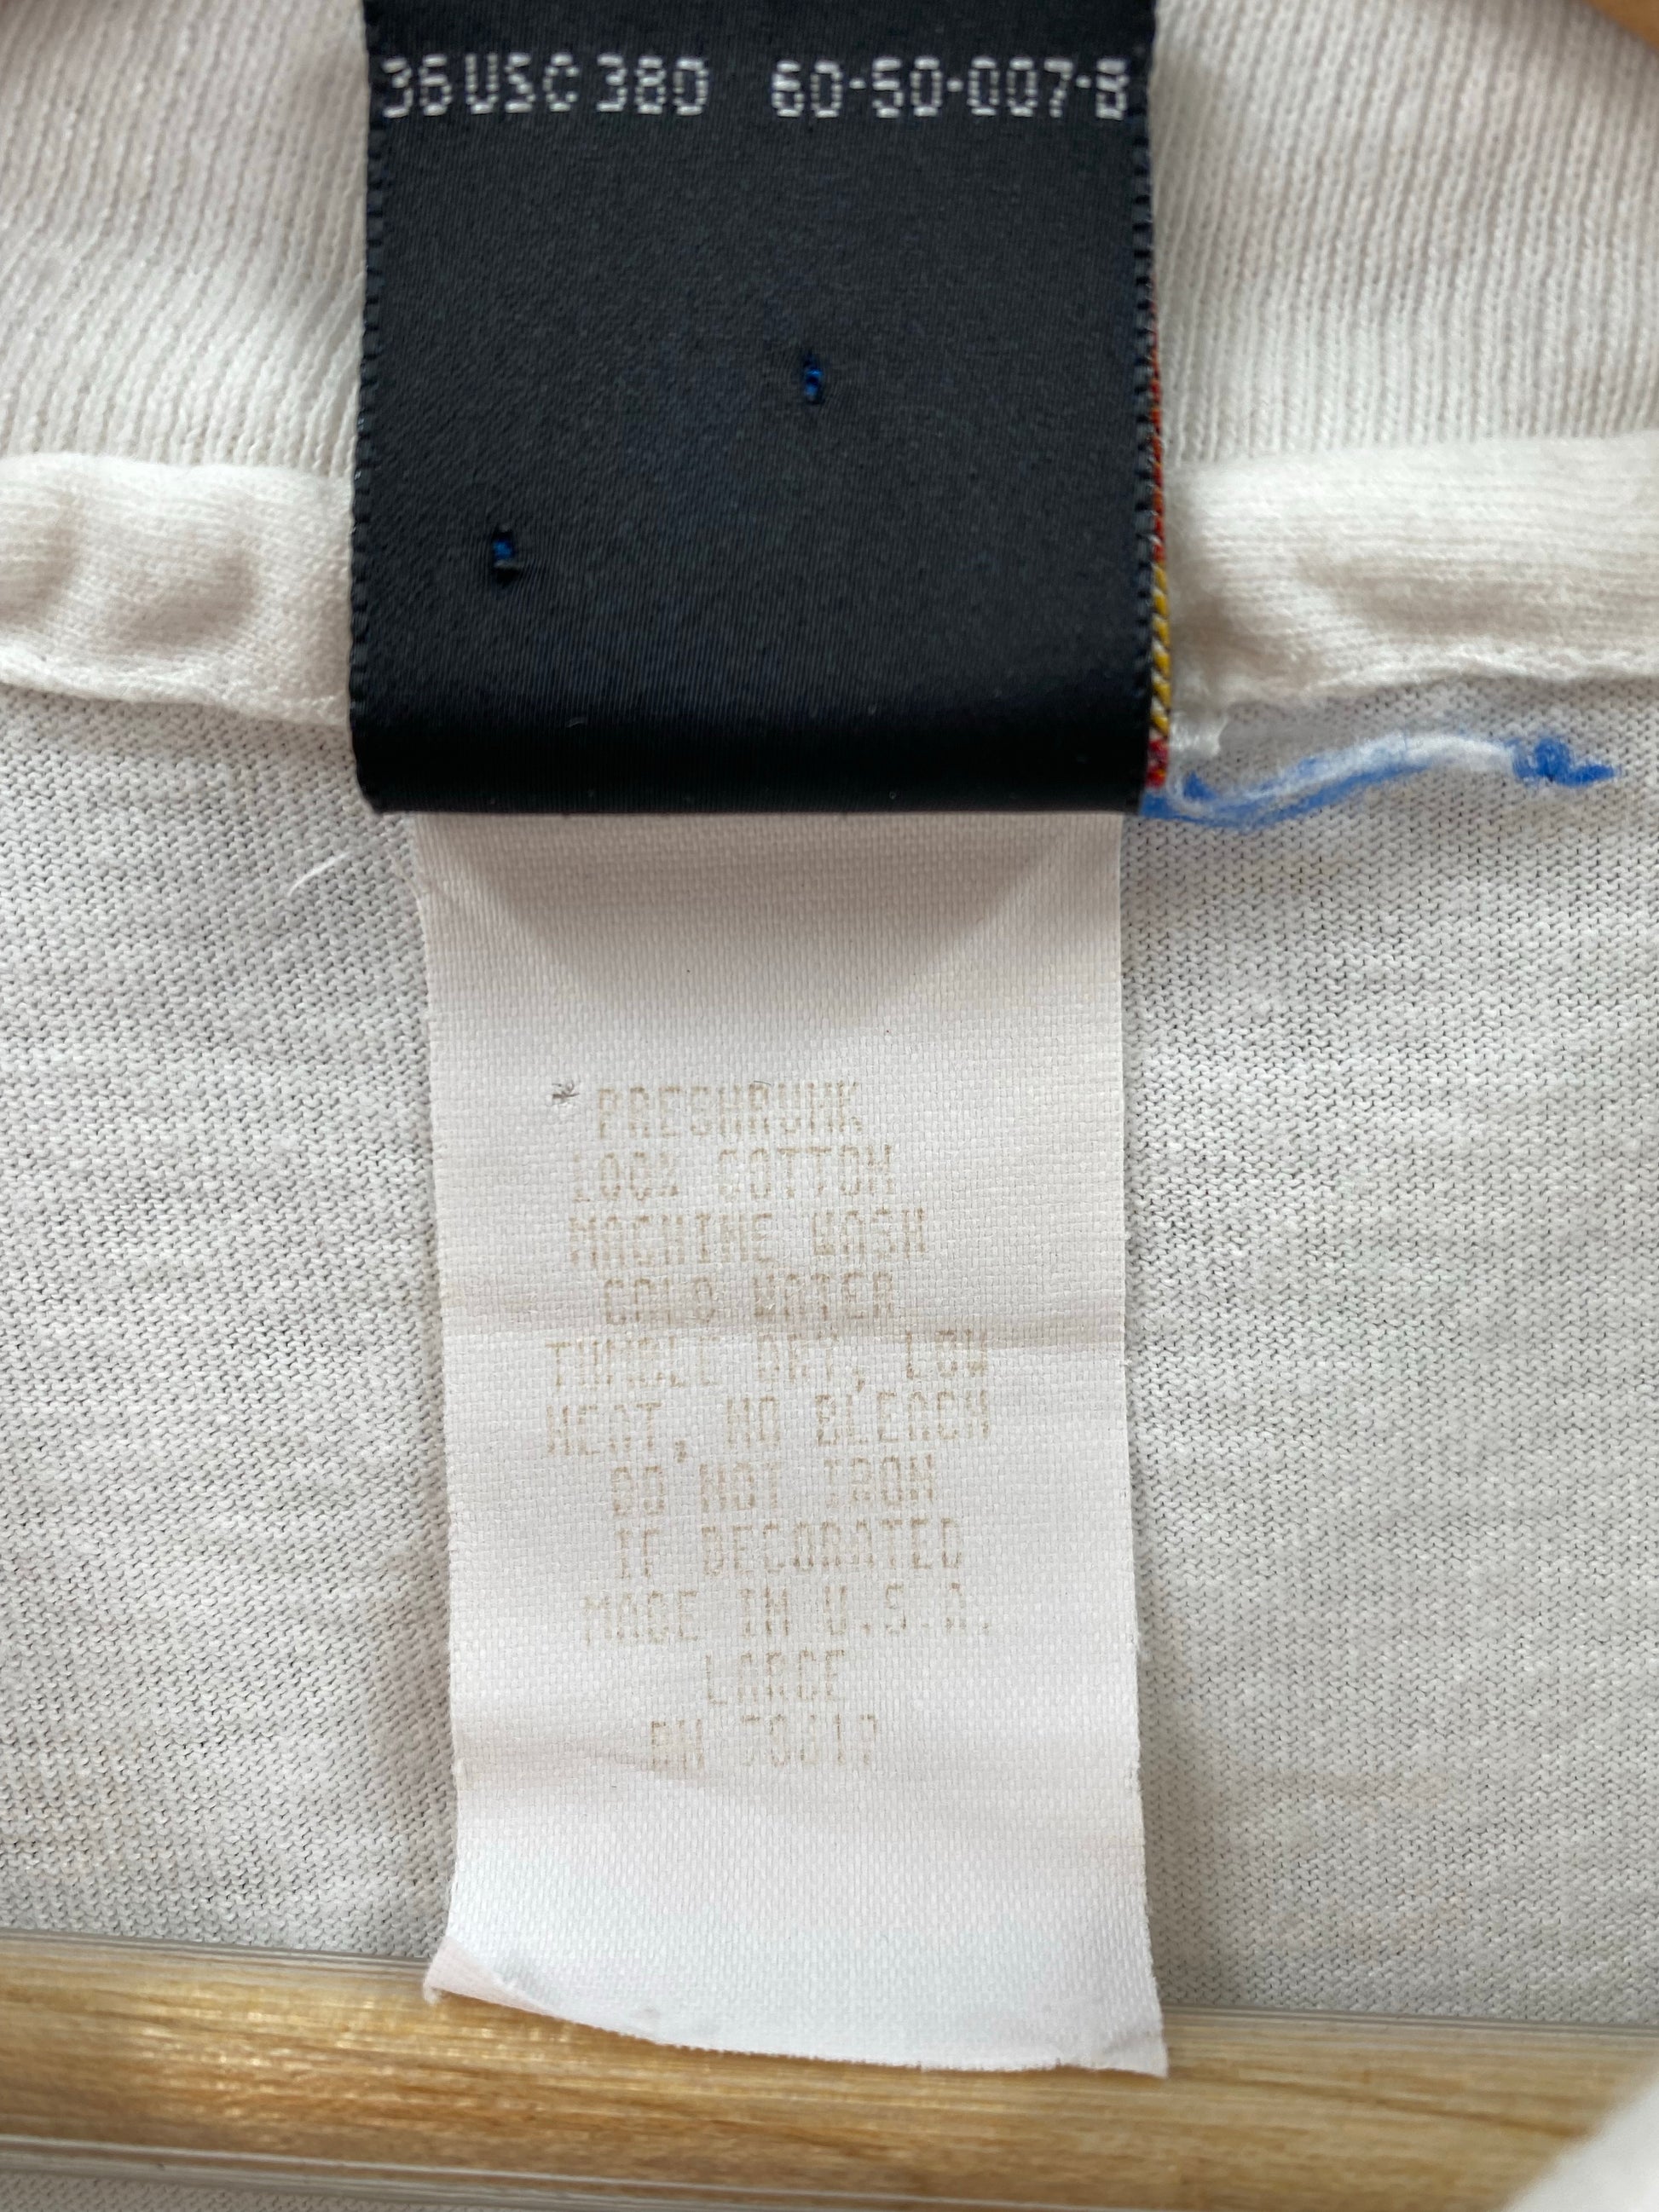 36 USC 380 60-50-007-B
* PRESHRUNK
100% COTTON
MACHINE WASH
COLD WATER
TUMBLE DRY, LOW
HEAT, NO BLEACH
DO NOT IRON
IF DECORATED
MADE IN U.S.A.
LARGE